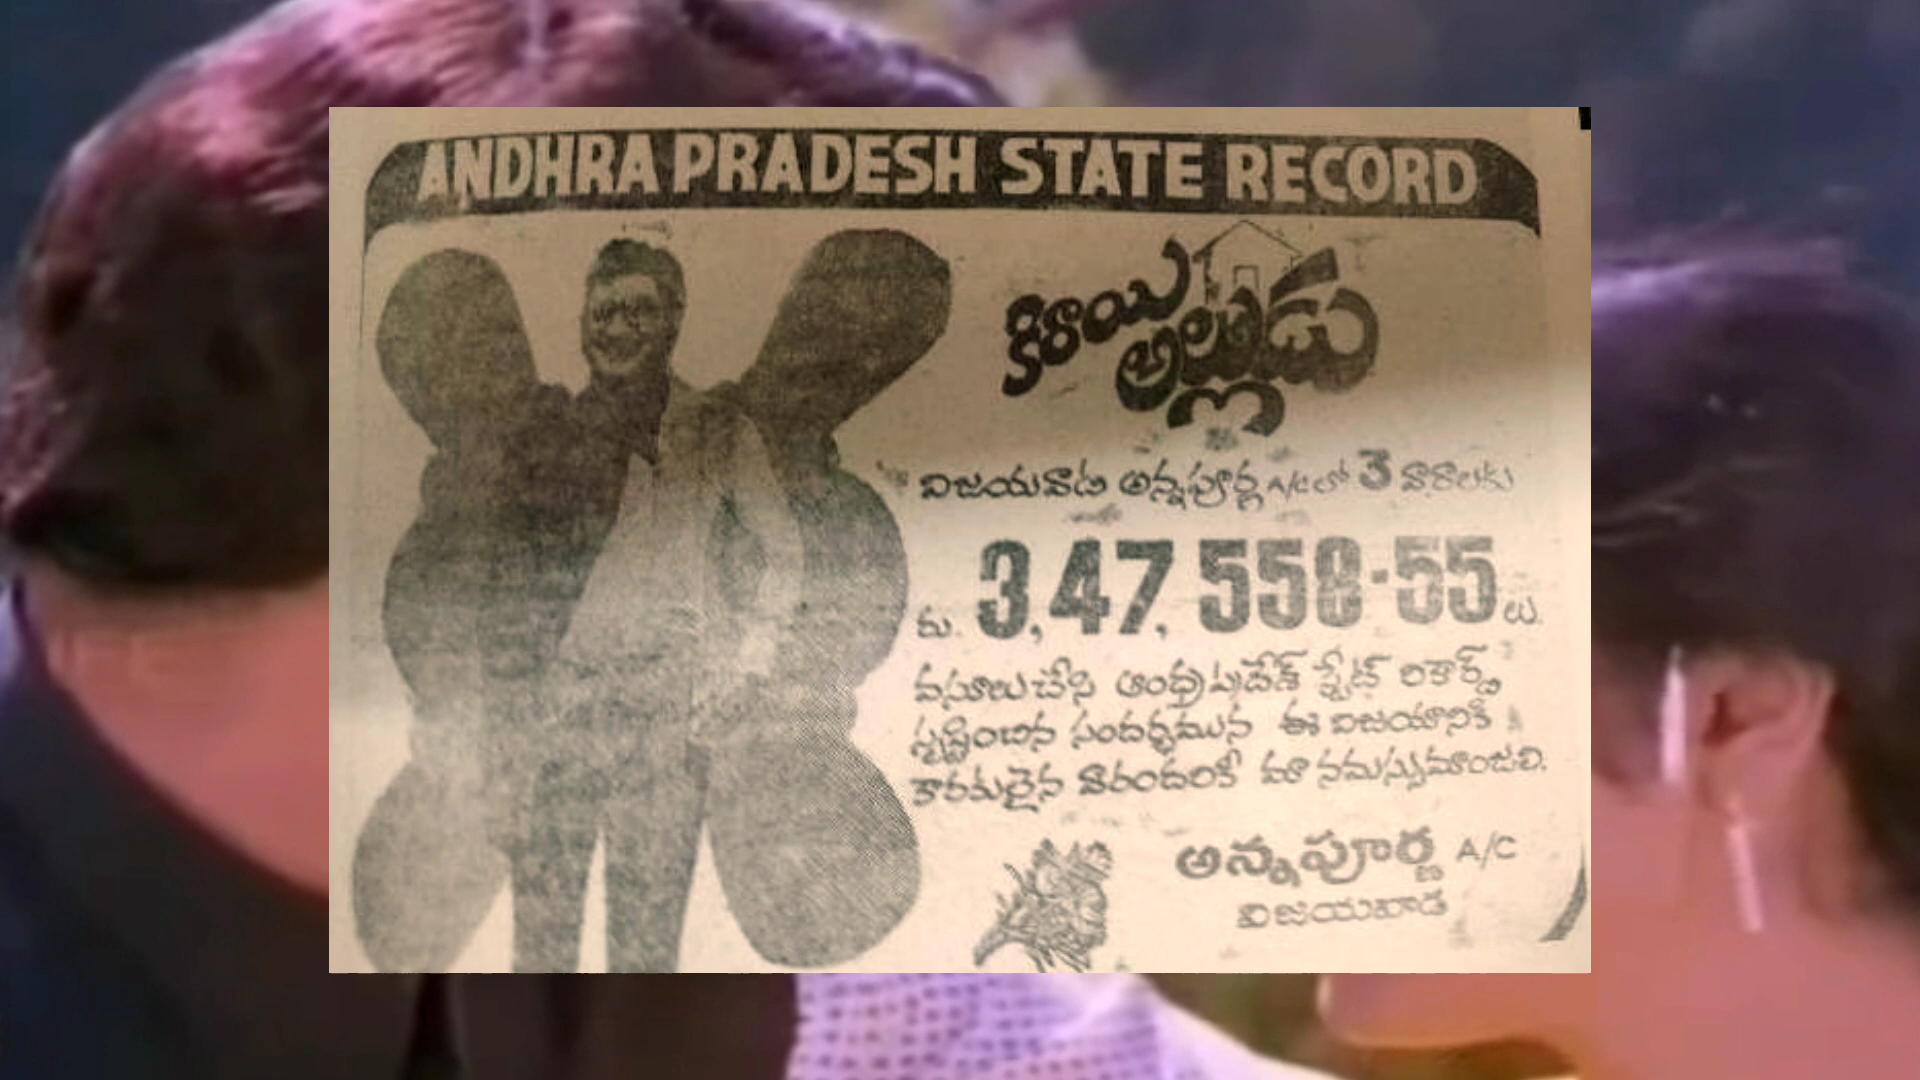 ANDHRA PRADESH STATE RECORD
కిరాయి
అల్లుడు
విజయవాడ అన్నపూర్ణ A/C లో 3 వారాలకు
రు. 3,47,558-55 లు.
వసూలుచేసి ఆంధ్రప్రదేశ్ స్టేట్ రికార్డ్
సృష్టించిన సందర్భమున ఈ విజయానికి
కారకులైన వారందరికీ మా నమస్సుమాంజలి.
అన్నపూర్ణ A/C
విజయవాడ